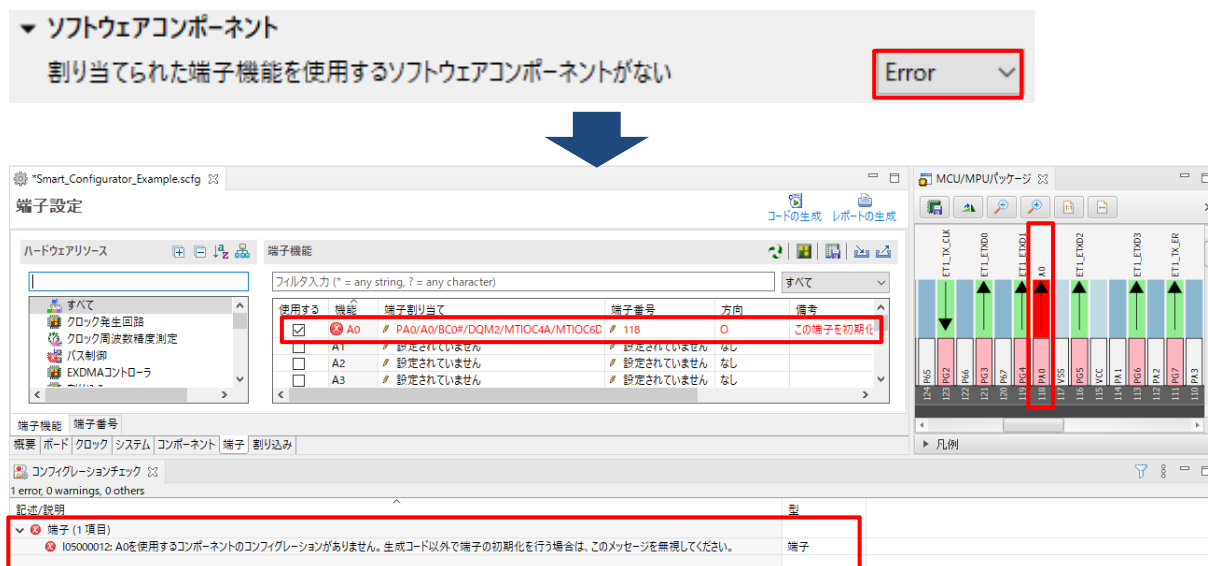 ソフトウェアコンポーネント
割り当てられた端子機能を使用するソフトウェアコンポーネントがない Error
*Smart_Configurator_Example.scfg
端子設定
コードの生成 レポートの生成
ハードウェアリソース
端子機能
フィルタ入力 (* = any string, ? = any character) すべて
すべて
クロック発生回路
クロック周波数精度測定
バス制御
EXDMAコントローラ
使用する 機能 端子割り当て 端子番号 方向 備考
A0 PA0/A0/BC0#/DQM2/MTIOC4A/MTIOC6D 118 O この端子を初期化
A1 設定されていません 設定されていません なし
A2 設定されていません 設定されていません なし
A3 設定されていません 設定されていません なし
端子機能 端子番号
概要 ボード クロック システム コンポーネント 端子 割り込み
MCU/MPUパッケージ
ET1_TX_CLK
ET1_ETXD0
ET1_ETXD1
A0
ET1_ETXD2
ET1_ETXD3
ET1_TX_ER
P65 PG2 P66 PG3 P67 PG4 PA0 VSS PG5 VCC PA1 PG6 PA2 PG7 PA3
124 123 122 121 120 119 118 117 116 115 114 113 112 111 110
凡例
コンフィグレーションチェック
1 error, 0 warnings, 0 others
記述/説明 型
端子 (1 項目)
I05000012: A0を使用するコンポーネントのコンフィグレーションがありません。生成コード以外で端子の初期化を行う場合は、このメッセージを無視してください。 端子